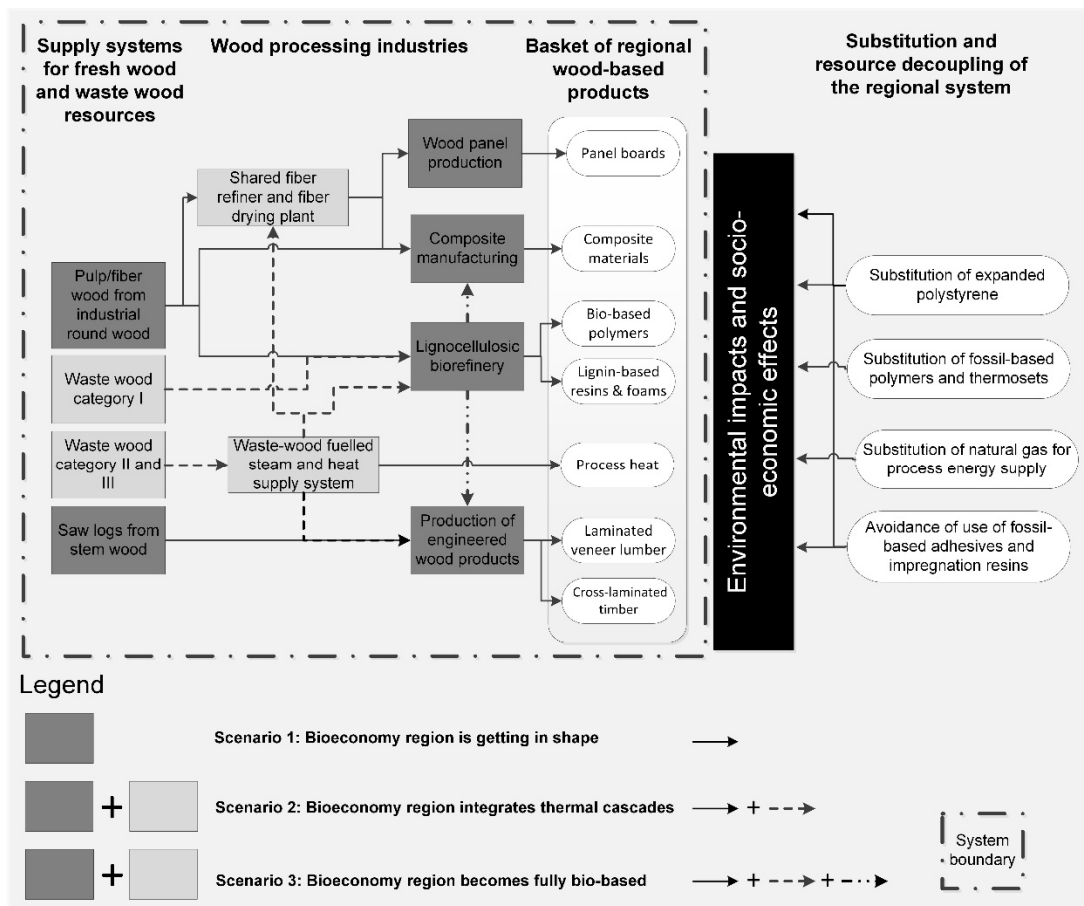 Supply systems
for fresh wood
and waste wood
resources
Wood processing industries
Basket of regional
wood-based
products
Substitution and
resource decoupling of
the regional system
Wood panel
production
Panel boards
Shared fiber
refiner and fiber
drying plant
Composite
manufacturing
Composite
materials
Pulp/fiber
wood from
industrial
round wood
Bio-based
polymers
Lignocellulosic
biorefinery
Lignin-based
resins & foams
Waste wood
category I
Waste wood
category II and
III
Waste-wood fuelled
steam and heat
supply system
Process heat
Saw logs from
stem wood
Production of
engineered
wood products
Laminated
veneer lumber
Cross-laminated
timber
Environmental impacts and socio-
economic effects
Substitution of expanded
polystyrene
Substitution of fossil-based
polymers and thermosets
Substitution of natural gas for
process energy supply
Avoidance of use of fossil-
based adhesives and
impregnation resins
Legend
Scenario 1: Bioeconomy region is getting in shape
+
Scenario 2: Bioeconomy region integrates thermal cascades
+
+
Scenario 3: Bioeconomy region becomes fully bio-based
+ +
System
boundary